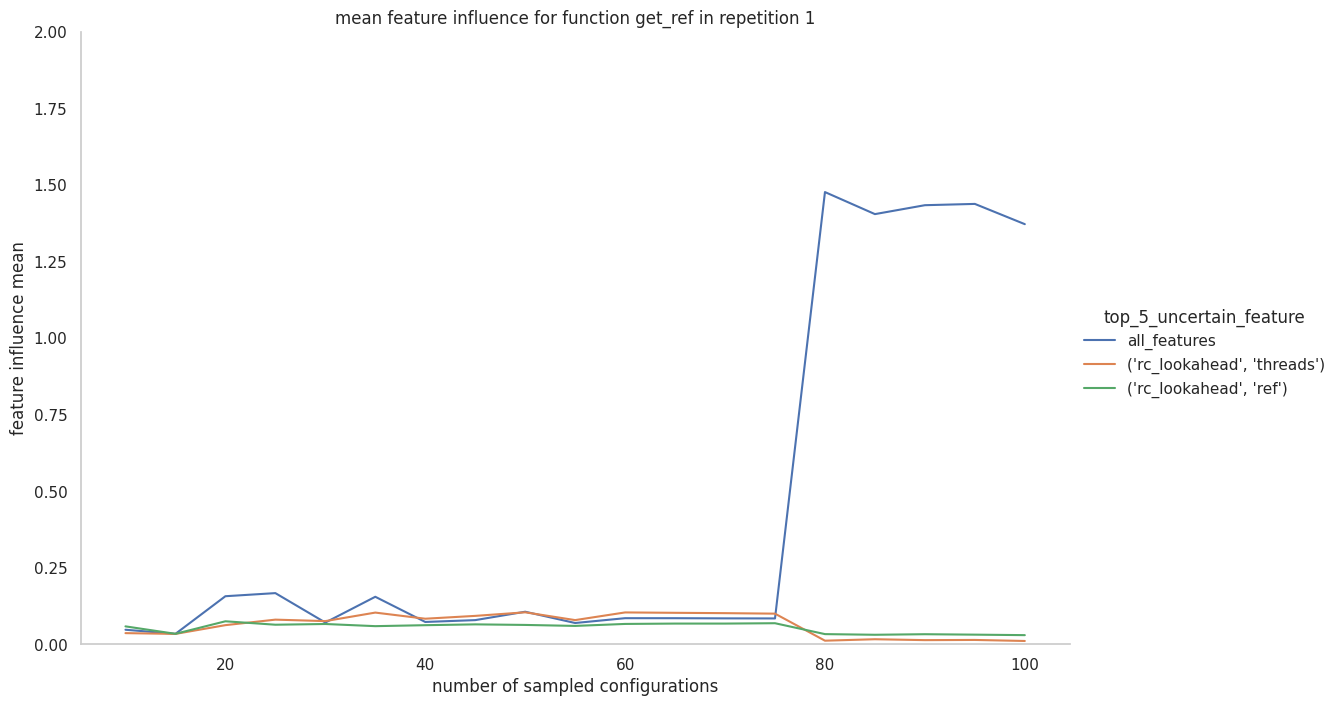 mean feature influence for function get_ref in repetition 1
2.00
1.75
1.50
1.25
1.00
0.75
0.50
0.25
0.00
feature influence mean
20 40 60 80 100
number of sampled configurations
top_5_uncertain_feature
all_features
('rc_lookahead', 'threads')
('rc_lookahead', 'ref')